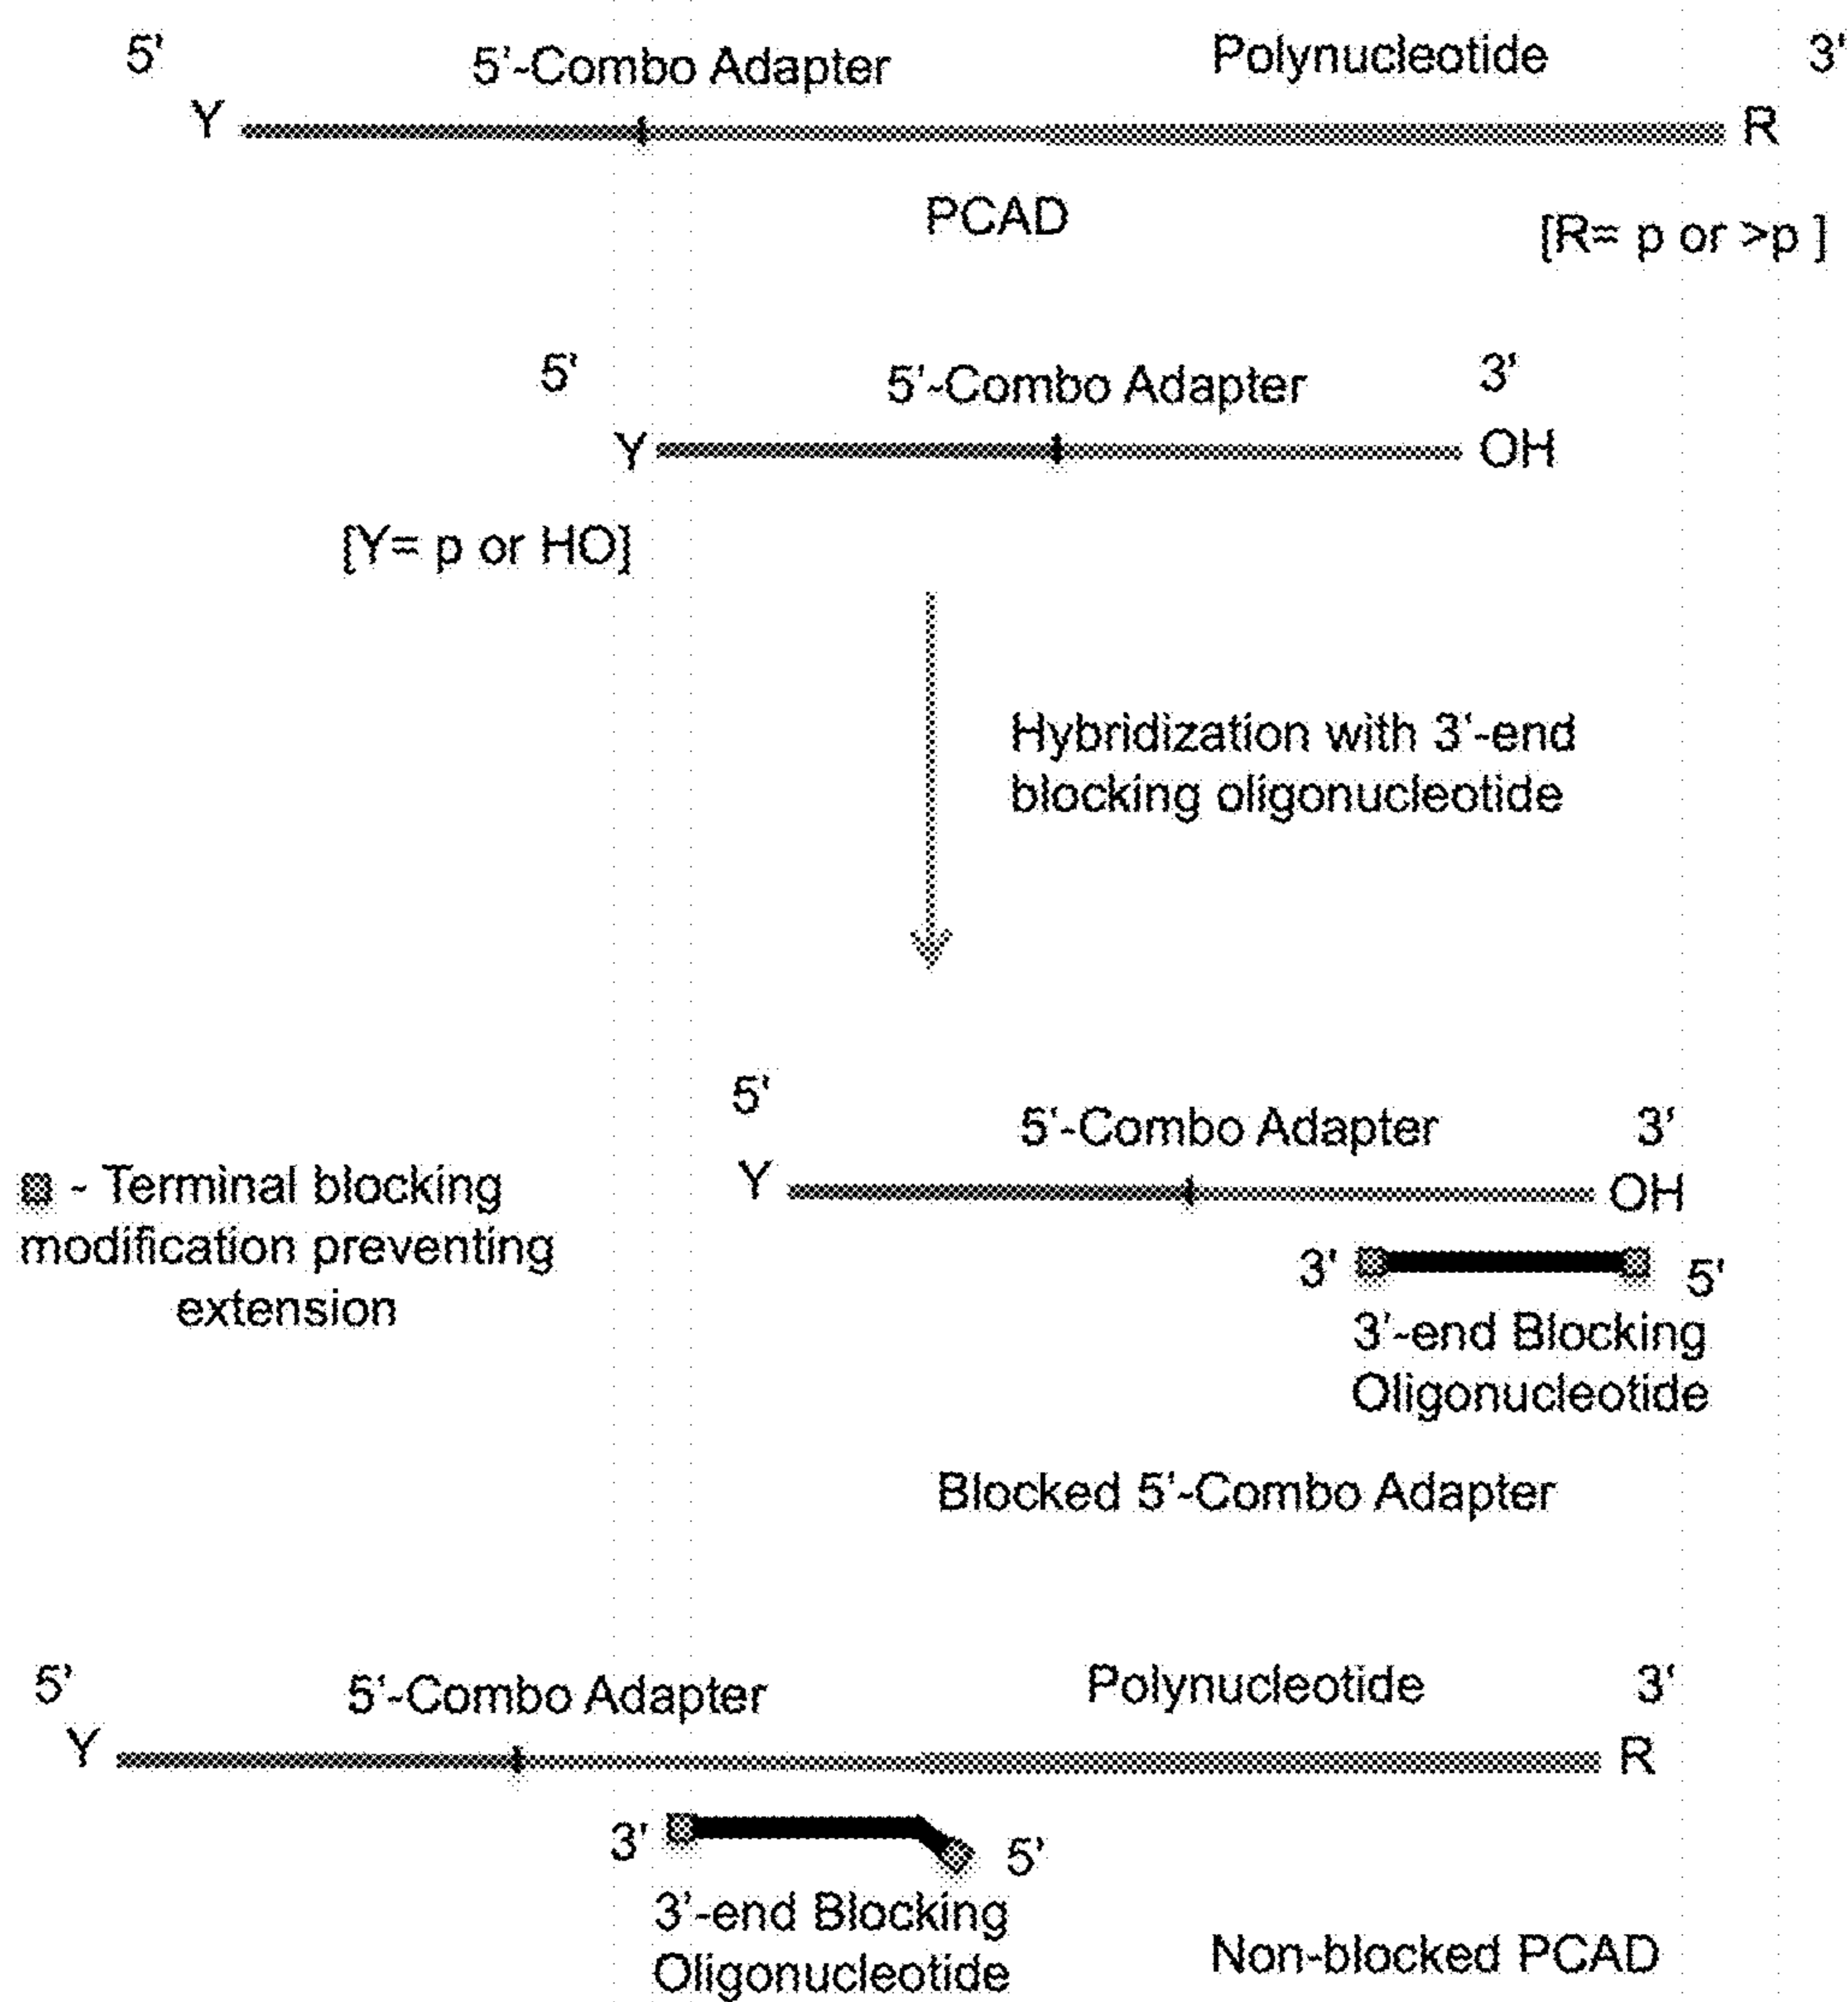 5' 5'-Combo Adapter Polynucleotide 3'
Y R
PCAD
[R= p or >p ]
5' 5'-Combo Adapter 3'
Y OH
[Y= p or HO]
Hybridization with 3'-end
blocking oligonucleotide
5' 5'-Combo Adapter 3'
Y OH
- Terminal blocking
modification preventing
extension
3' 5'
3'-end Blocking
Oligonucleotide
Blocked 5'-Combo Adapter
5' 5'-Combo Adapter Polynucleotide 3'
Y R
3' 5'
3'-end Blocking
Oligonucleotide
Non-blocked PCAD